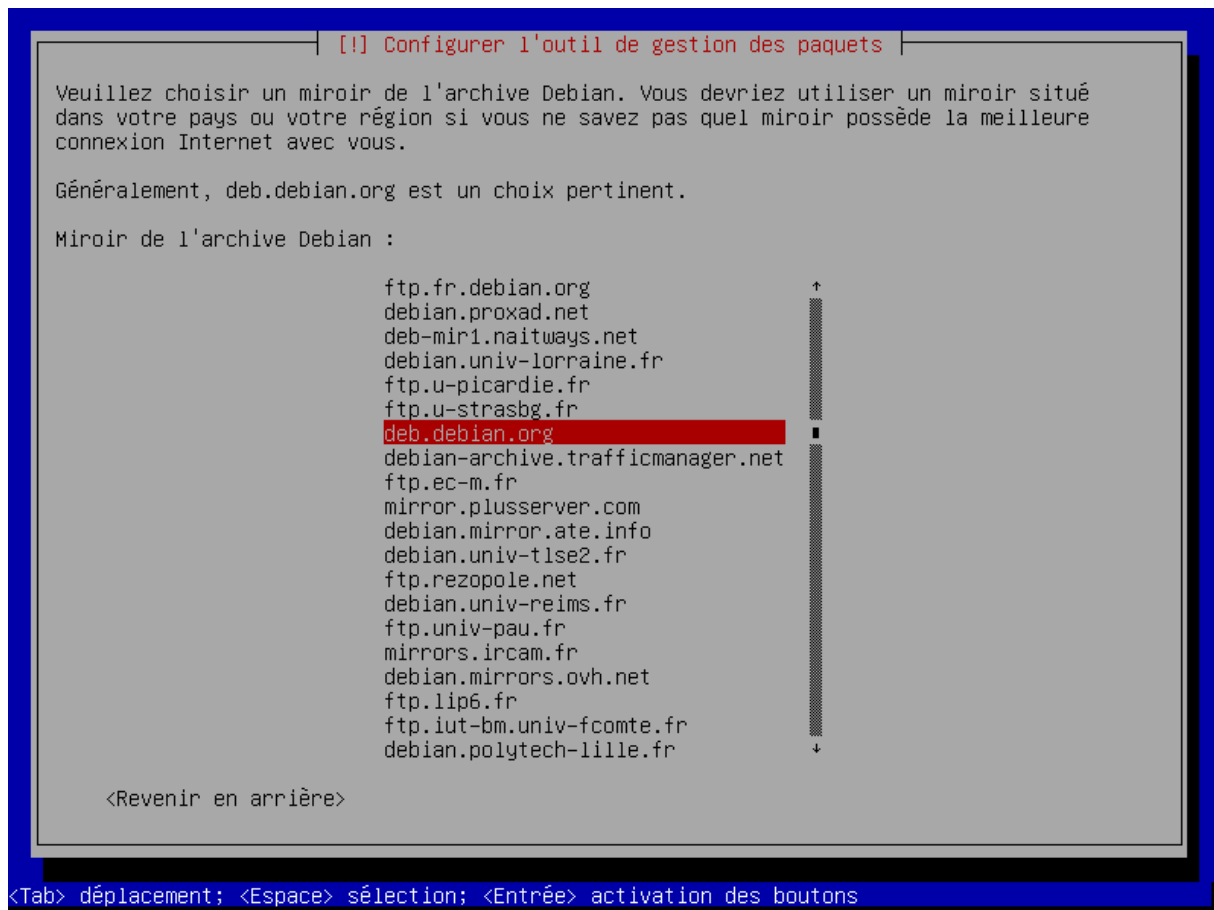 [!] Configurer l'outil de gestion des paquets
Veuillez choisir un miroir de l'archive Debian. Vous devriez utiliser un miroir situé
dans votre pays ou votre région si vous ne savez pas quel miroir possède la meilleure
connexion Internet avec vous.
Généralement, deb.debian.org est un choix pertinent.
Miroir de l'archive Debian :
ftp.fr.debian.org
debian.proxad.net
deb-mir1.naitways.net
debian.univ-lorraine.fr
ftp.u-picardie.fr
ftp.u-strasbg.fr
deb.debian.org
debian-archive.trafficmanager.net
ftp.ec-m.fr
mirror.plusserver.com
debian.mirror.ate.info
debian.univ-tlse2.fr
ftp.rezopole.net
debian.univ-reims.fr
ftp.univ-pau.fr
mirrors.ircam.fr
debian.mirrors.ovh.net
ftp.lip6.fr
ftp.iut-bm.univ-fcomte.fr
debian.polytech-lille.fr
<Revenir en arrière>
<Tab> déplacement; <Espace> sélection; <Entrée> activation des boutons